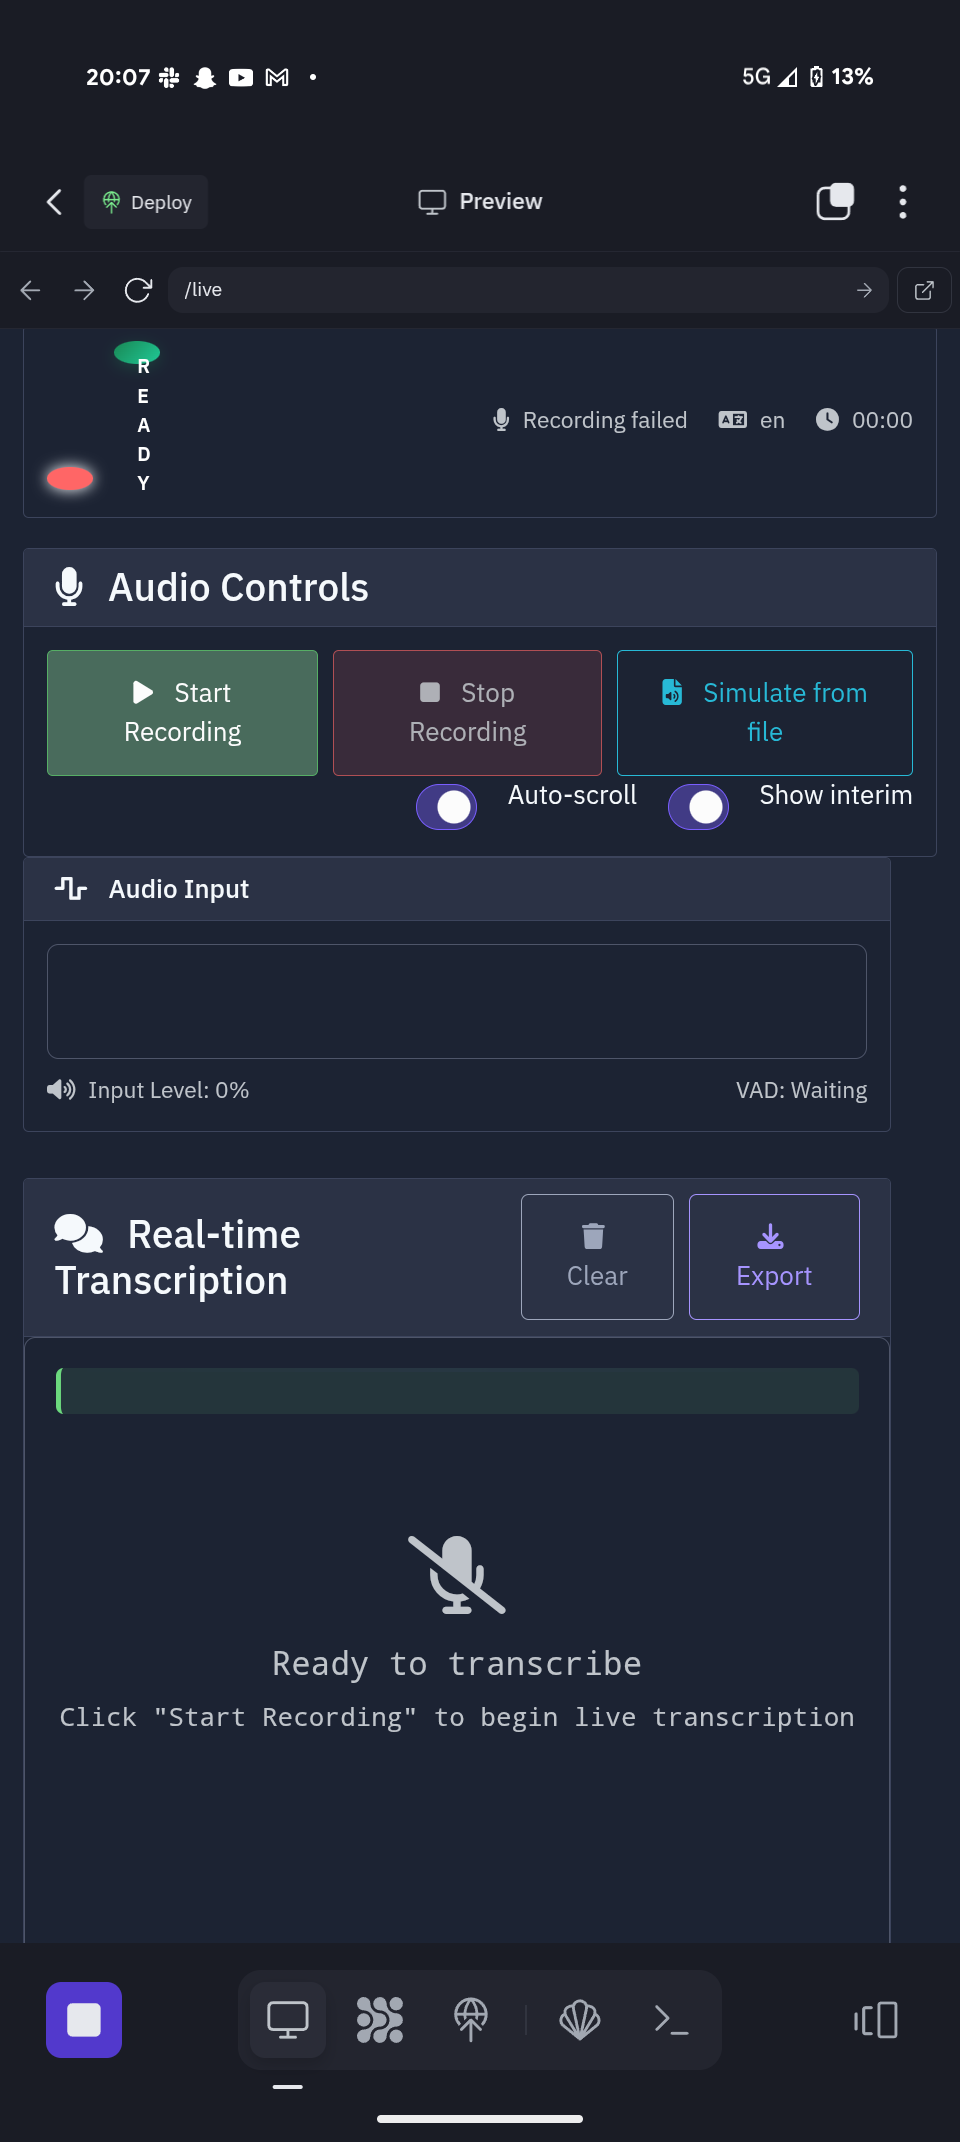 20:07
5G 13%
Deploy
Preview
/live
READY
Recording failed
en
00:00
Audio Controls
Start
Recording
Stop
Recording
Simulate from
file
Auto-scroll
Show interim
Audio Input
Input Level: 0%
VAD: Waiting
Real-time
Transcription
Clear
Export
Ready to transcribe
Click "Start Recording" to begin live transcription